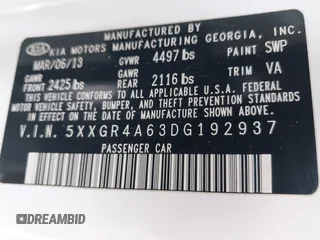 KIA KIA MOTORS MANUFACTURING GEORGIA, INC.
MAR/06/13 GVWR 4497 lbs PAINT SWP
GAWR FRONT 2425 lbs GAWR REAR 2116 lbs TRIM VA
THIS VEHICLE CONFORMS TO ALL APPLICABLE U.S.A. FEDERAL
MOTOR VEHICLE SAFETY, BUMPER, AND THEFT PREVENTION STANDARDS
IN EFFECT ON THE DATE OF MANUFACTURE SHOWN ABOVE.
V.I.N. 5XXGR4A63DG192937
PASSENGER CAR
DREAMBID